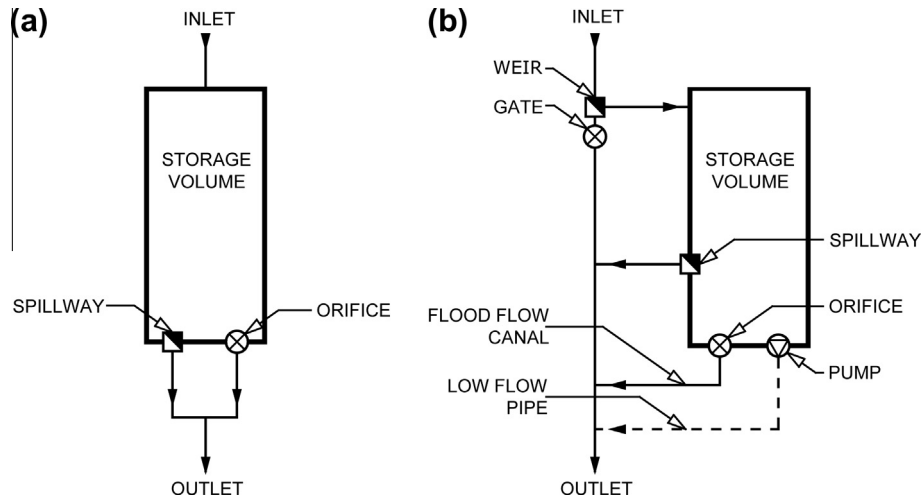 (a)
INLET
STORAGE
VOLUME
SPILLWAY
ORIFICE
OUTLET
(b)
INLET
WEIR
GATE
STORAGE
VOLUME
SPILLWAY
FLOOD FLOW
CANAL
ORIFICE
LOW FLOW
PIPE
PUMP
OUTLET